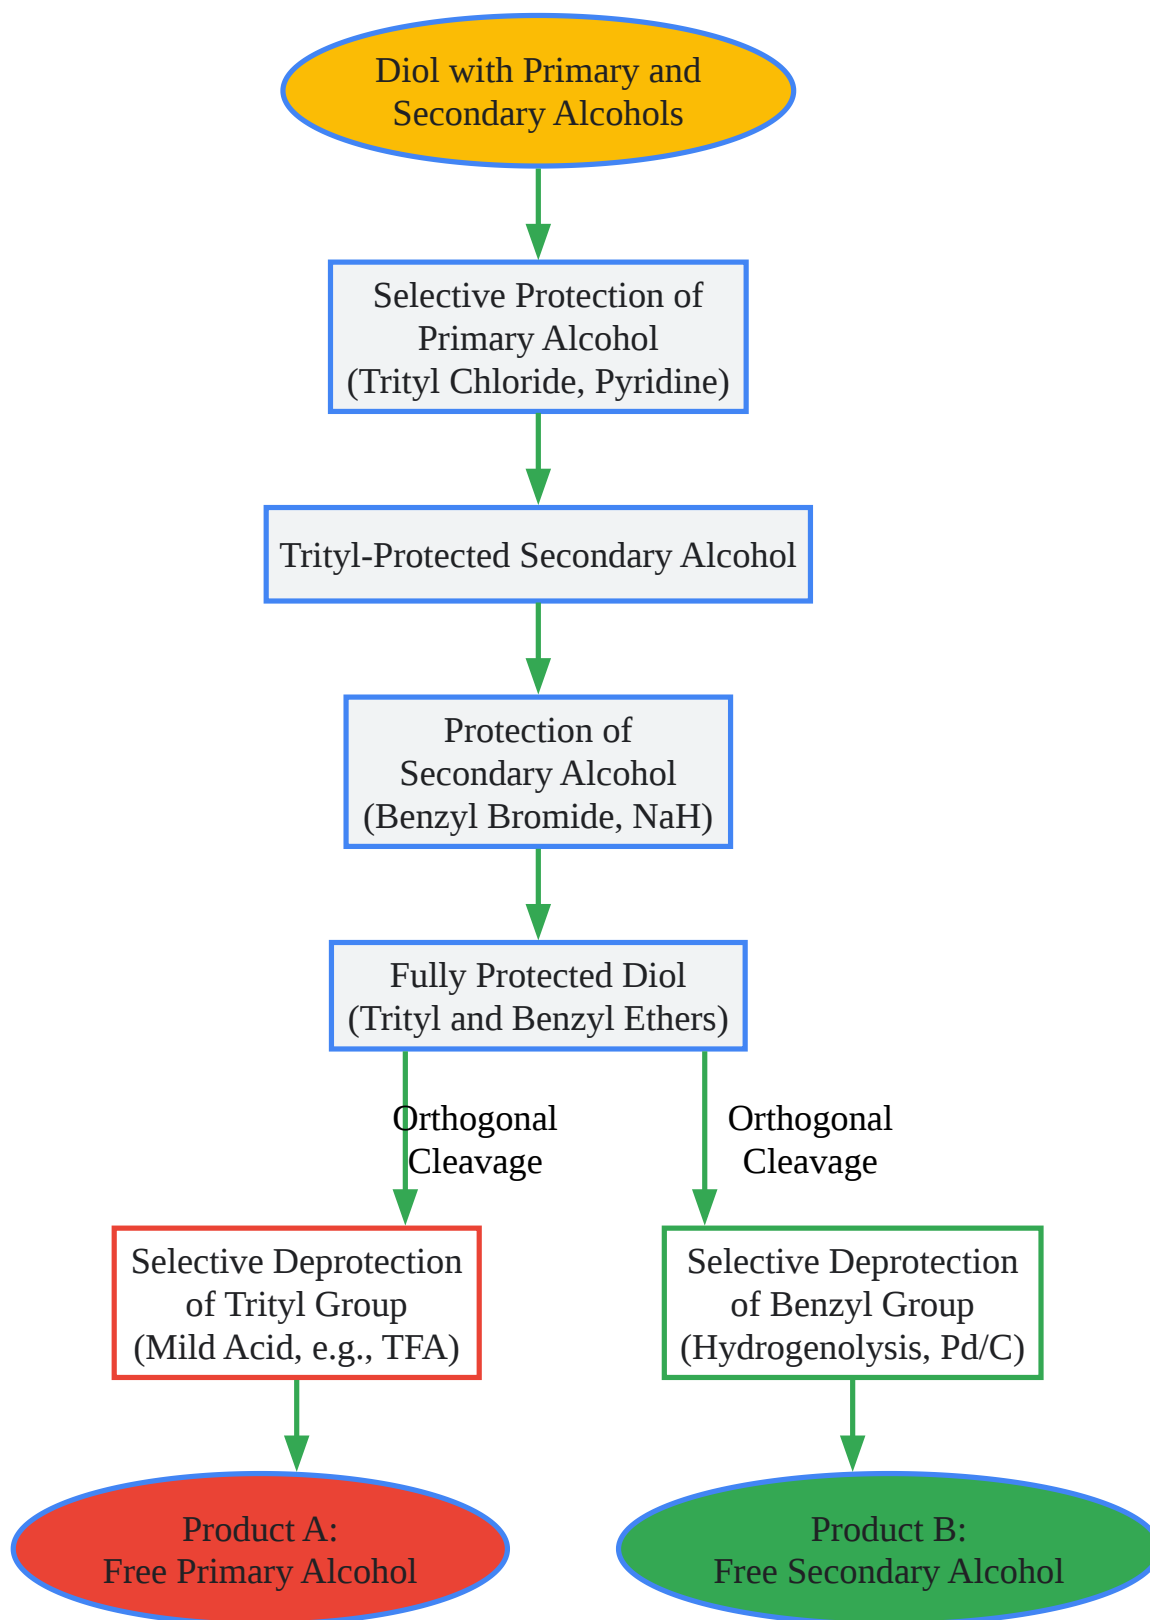 Diol with Primary and
Secondary Alcohols
Selective Protection of
Primary Alcohol
(Trityl Chloride, Pyridine)
Trityl-Protected Secondary Alcohol
Protection of
Secondary Alcohol
(Benzyl Bromide, NaH)
Fully Protected Diol
(Trityl and Benzyl Ethers)
Orthogonal
Cleavage
Orthogonal
Cleavage
Selective Deprotection
of Trityl Group
(Mild Acid, e.g., TFA)
Selective Deprotection
of Benzyl Group
(Hydrogenolysis, Pd/C)
Product A:
Free Primary Alcohol
Product B:
Free Secondary Alcohol